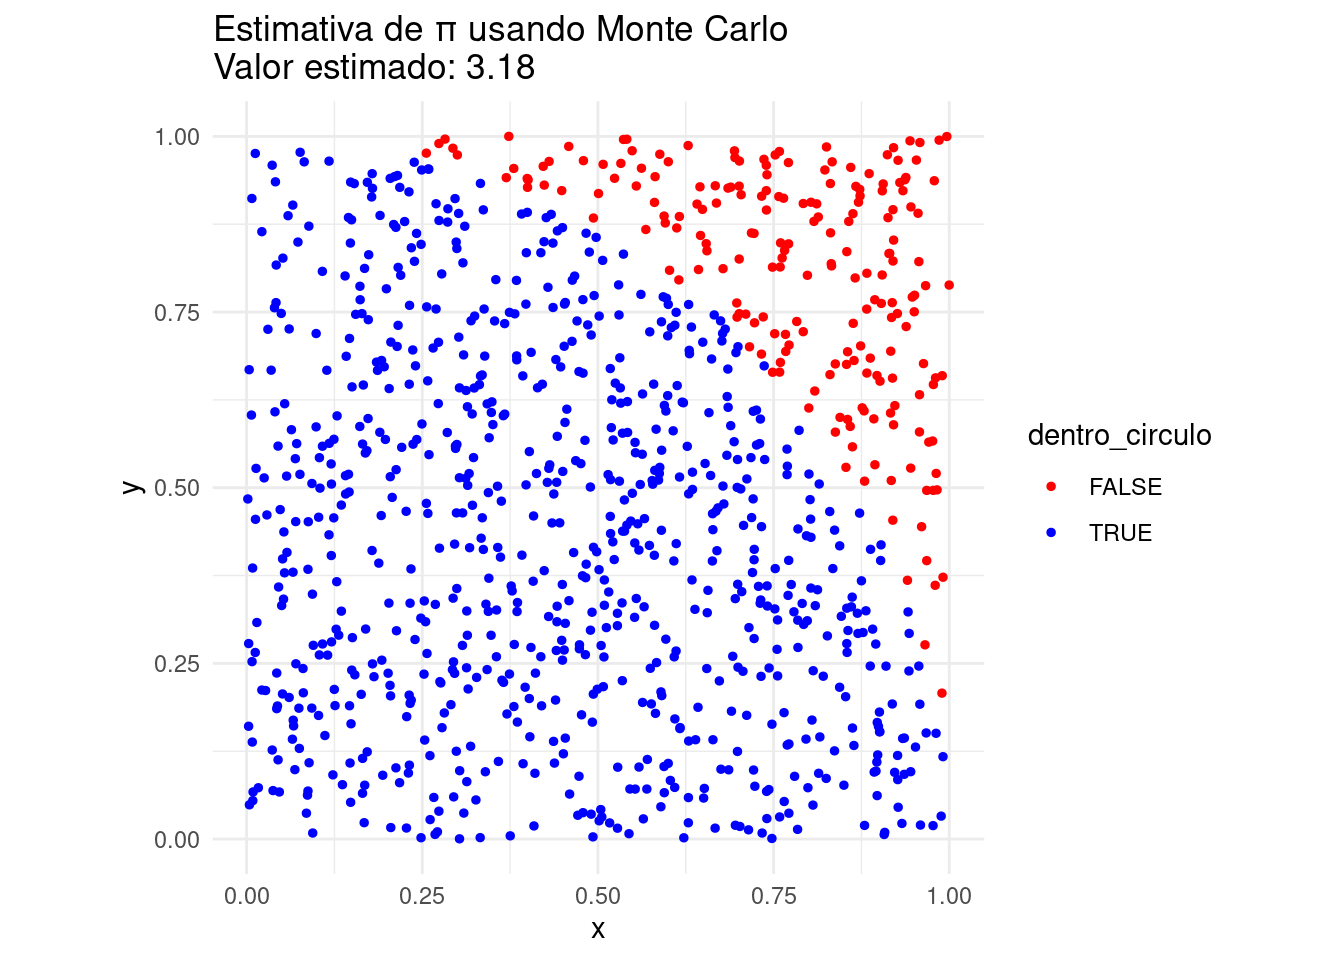 Estimativa de π usando Monte Carlo
Valor estimado: 3.18
1.00
0.75
0.50
0.25
0.00
y
0.00 0.25 0.50 0.75 1.00
x
dentro_circulo
FALSE
TRUE